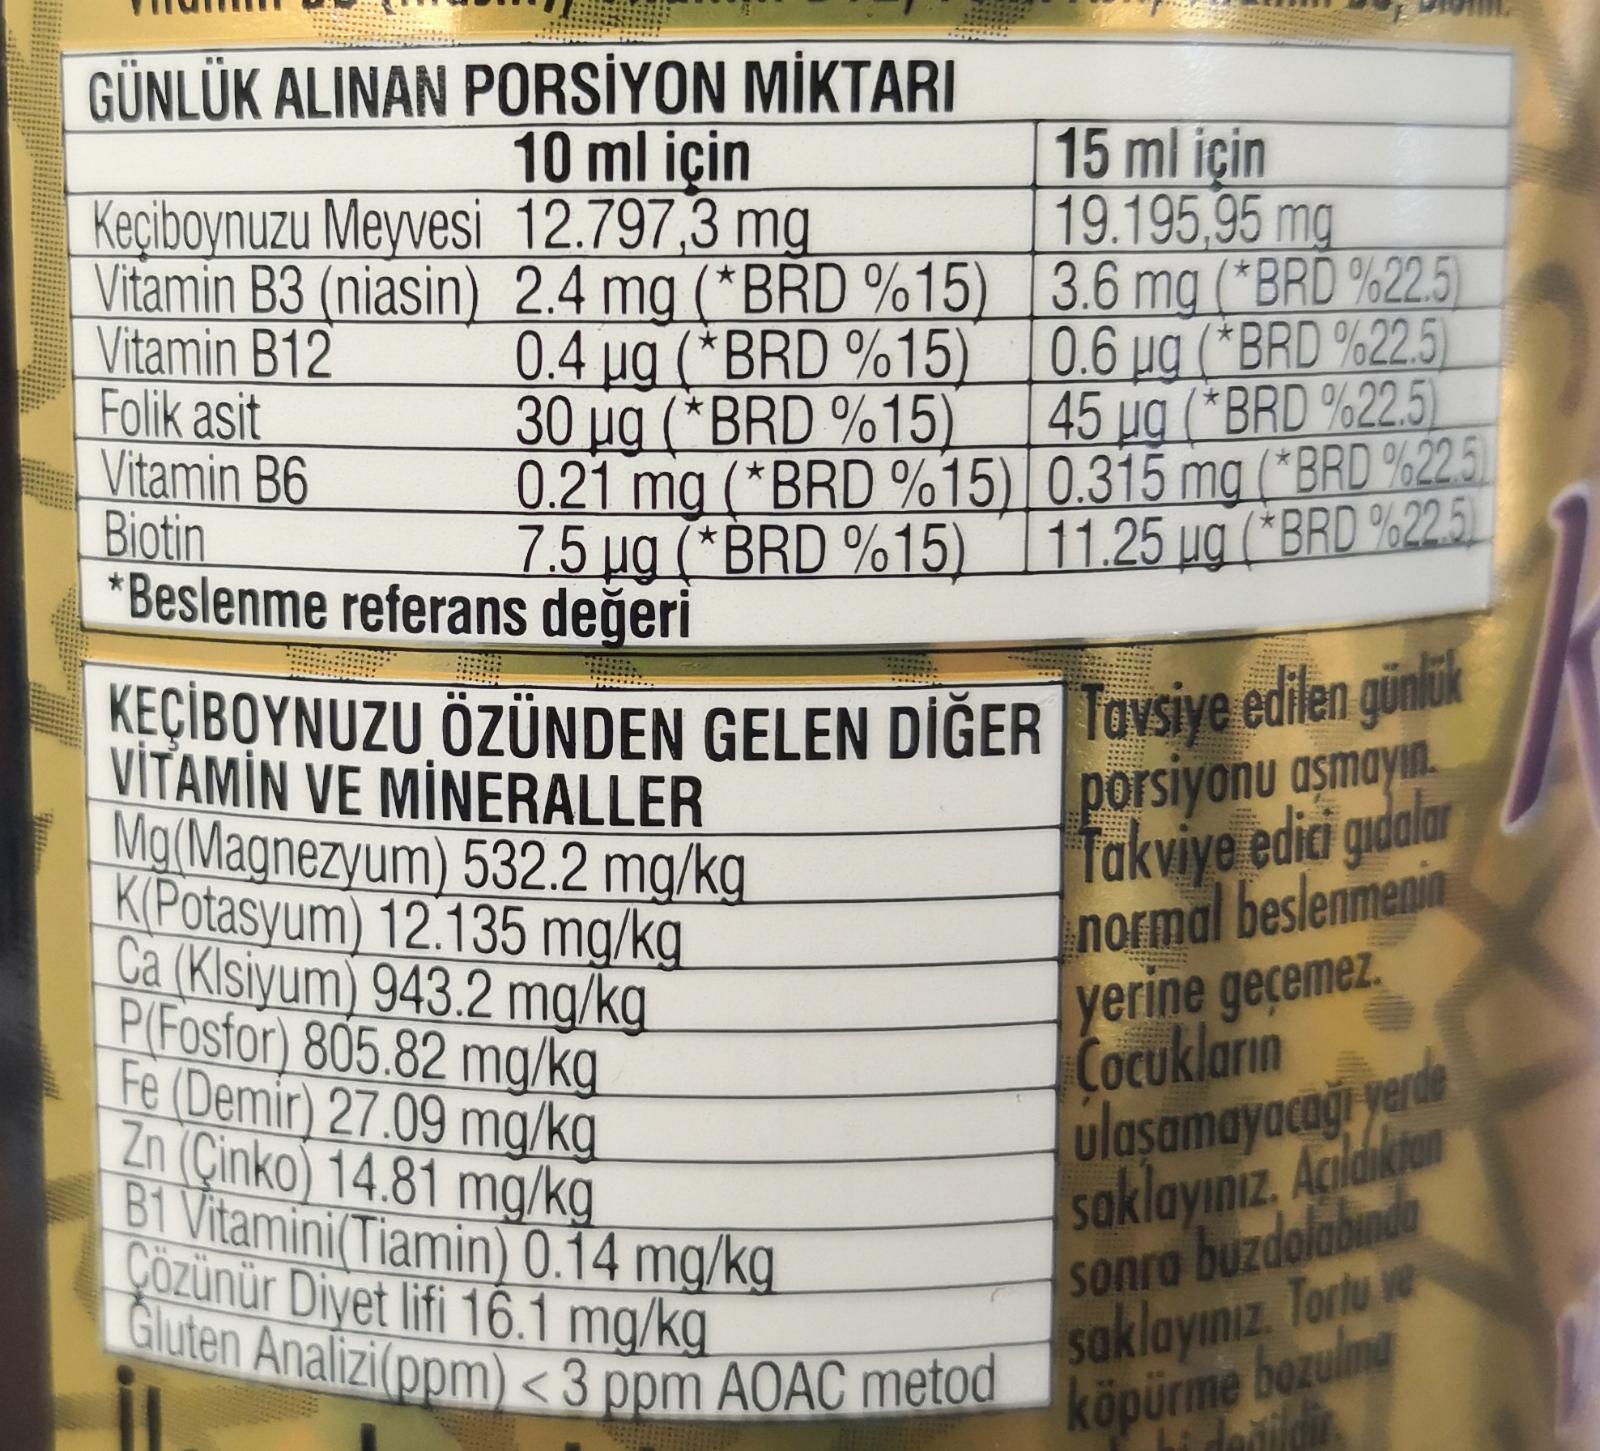 GÜNLÜK ALINAN PORSİYON MİKTARI
10 ml için 15 ml için
Keçiboynuzu Meyvesi 12.797,3 mg 19.195,95 mg
Vitamin B3 (niasin) 2.4 mg (*BRD %15) 3.6 mg (*BRD %22.5)
Vitamin B12 0.4 µg (*BRD %15) 0.6 µg (*BRD %22.5)
Folik asit 30 µg (*BRD %15) 45 µg (*BRD %22.5)
Vitamin B6 0.21 mg (*BRD %15) 0.315 mg (*BRD %22.5)
Biotin 7.5 µg (*BRD %15) 11.25 µg (*BRD %22.5)
*Beslenme referans değeri
KEÇİBOYNUZU ÖZÜNDEN GELEN DİĞER
VİTAMİN VE MİNERALLER
Mg(Magnezyum) 532.2 mg/kg
K(Potasyum) 12.135 mg/kg
Ca (Klsiyum) 943.2 mg/kg
P(Fosfor) 805.82 mg/kg
Fe (Demir) 27.09 mg/kg
Zn (Çinko) 14.81 mg/kg
B1 Vitamini(Tiamin) 0.14 mg/kg
Çözünür Diyet lifi 16.1 mg/kg
Gluten Analizi(ppm) < 3 ppm AOAC metod
Tavsiye edilen günlük
porsiyonu aşmayın.
Takviye edici gıdalar
normal beslenmenin
yerine geçemez.
Çocukların
ulaşamayacağı yerde
saklayınız. Açıldıktan
sonra buzdolabında
saklayınız. Tortu ve
köpürme bozulma
değildir.